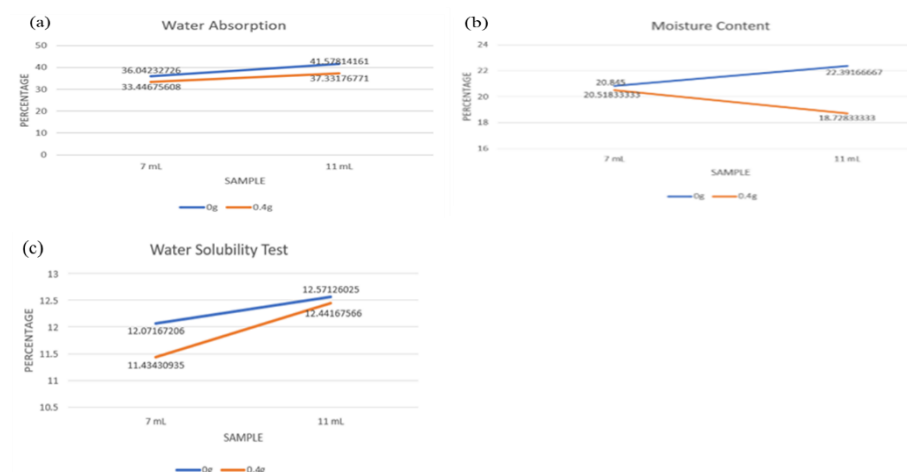 (a)
Water Absorption
50
40
30
20
10
0
PERCENTAGE
36.04232726
41.57814161
33.44675608
37.33176771
7 mL
11 mL
SAMPLE
0g
0.4g
(b)
Moisture Content
24
22
20
18
16
PERCENTAGE
20.845
22.39166667
20.51833333
18.72833333
7 mL
11 mL
SAMPLE
0g
0.4g
(c)
Water Solubility Test
13
12.5
12
11.5
11
10.5
PERCENTAGE
12.57126025
12.07167206
12.44167566
11.43430935
7 mL
11 mL
SAMPLE
0g
0.4g